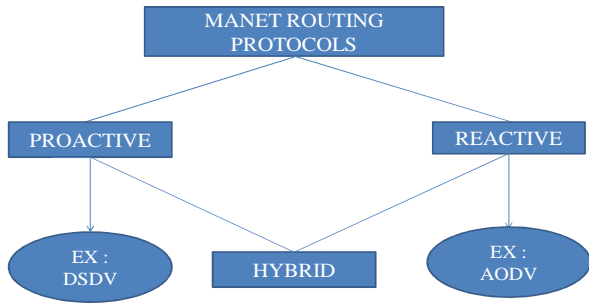 MANET ROUTING
PROTOCOLS
PROACTIVE
REACTIVE
EX :
DSDV
HYBRID
EX :
AODV